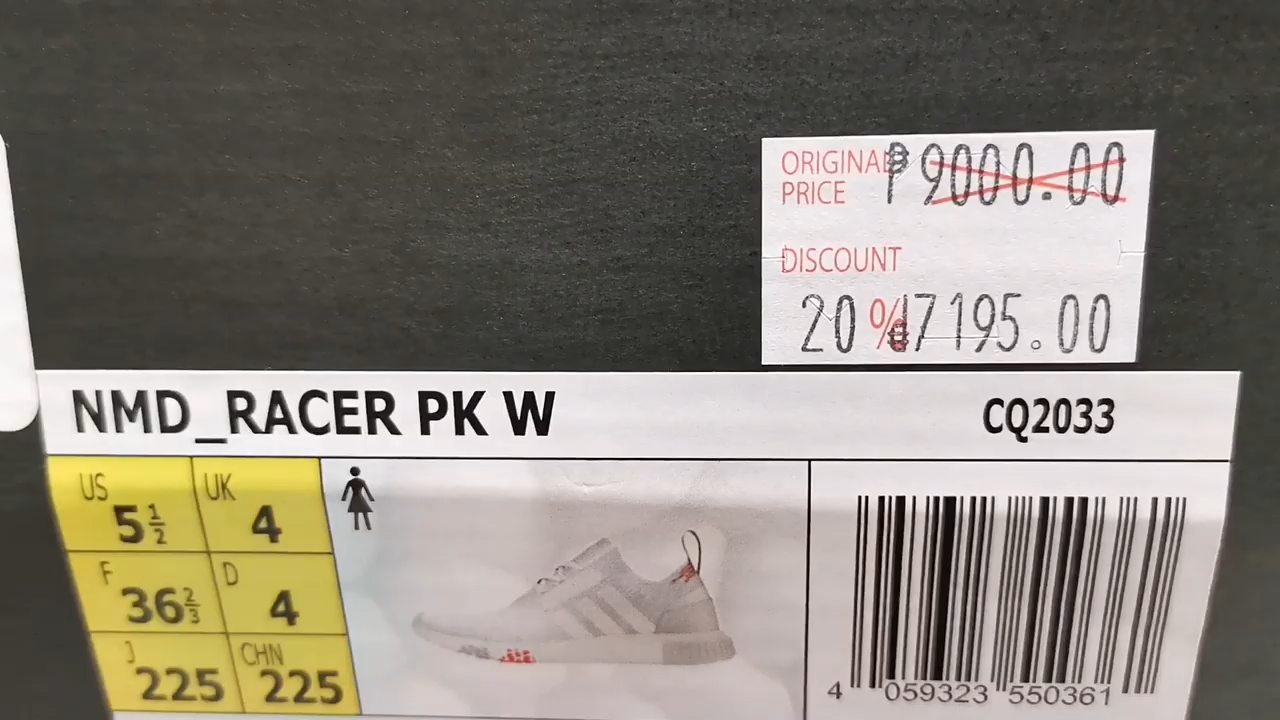 ORIGINAL ₱9000.00
PRICE
DISCOUNT
20% ₱7195.00
NMD_RACER PK W CQ2033
US 5½ UK 4
F 36⅔ D 4
J 225 CHN 225
4 059323 550361